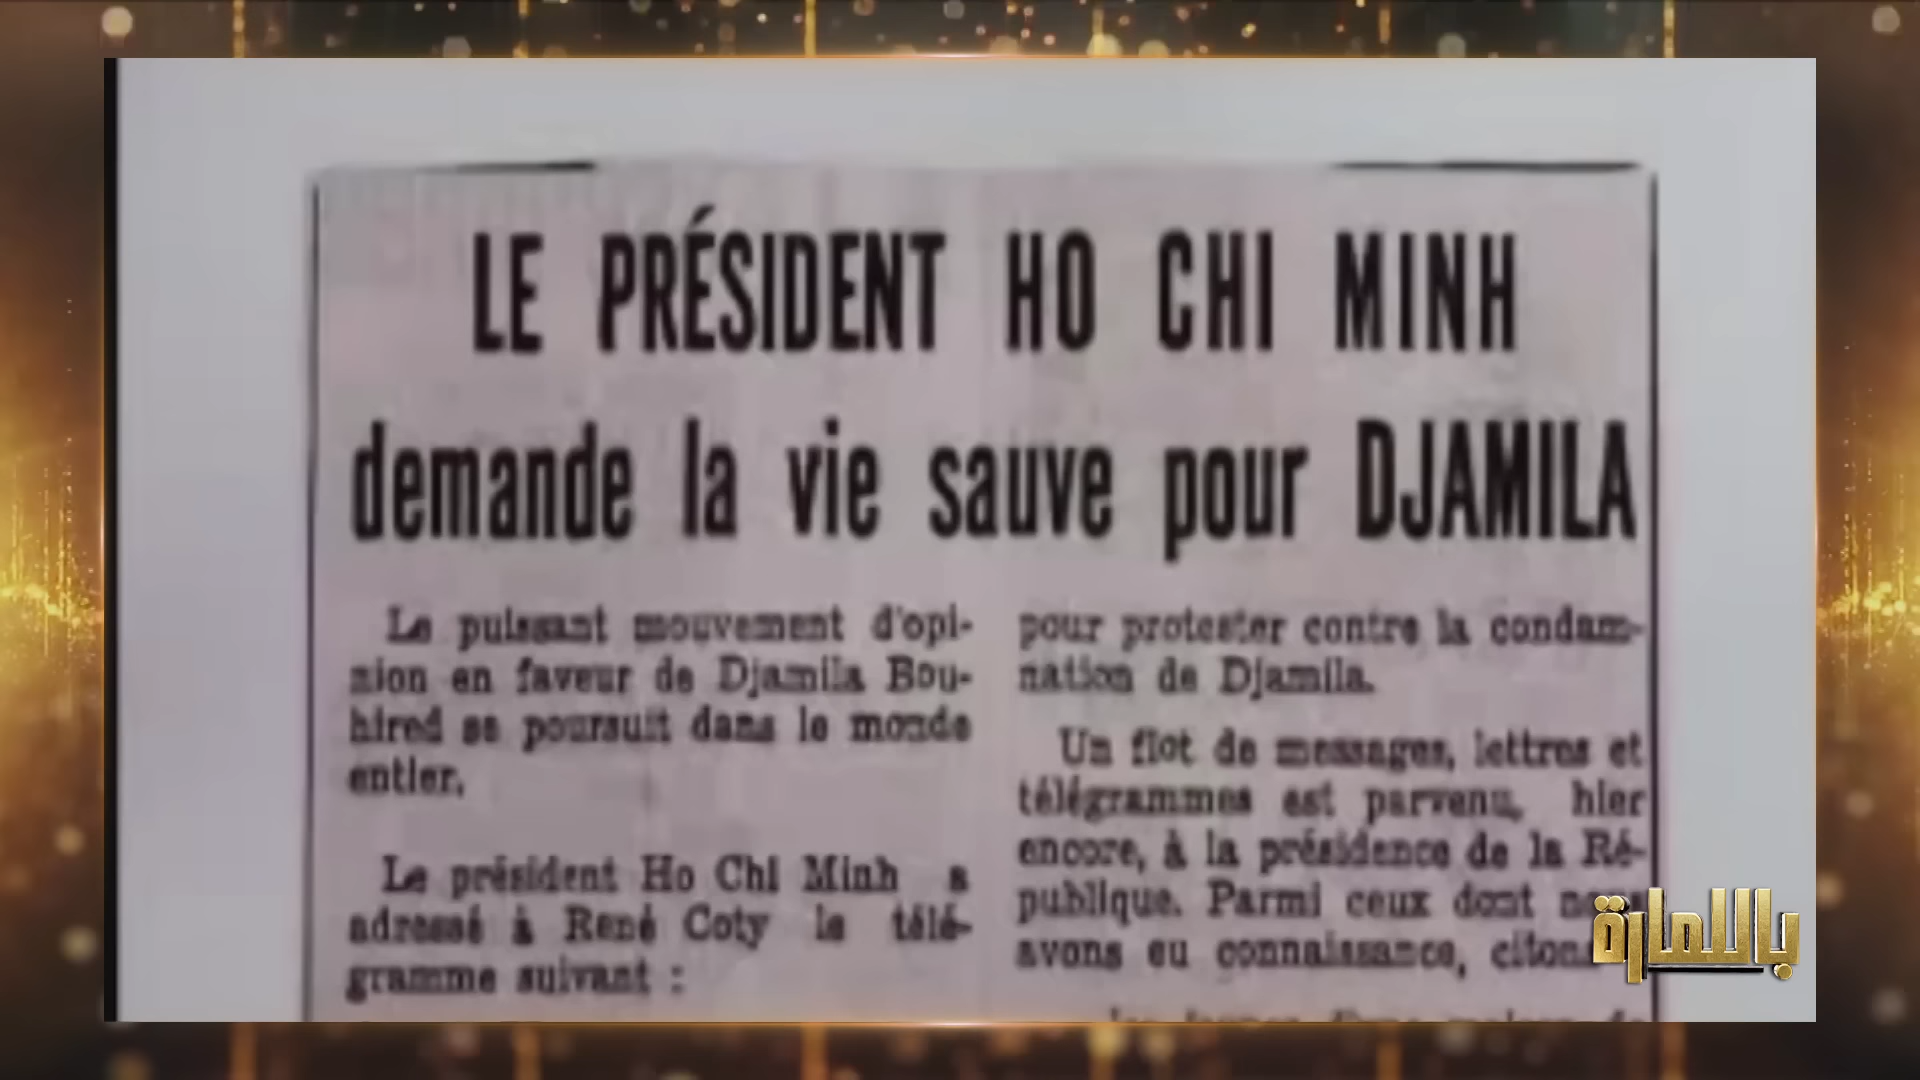 LE PRÉSIDENT HO CHI MINH
demande la vie sauve pour DJAMILA
Le puissant mouvement d'opi-
nion en faveur de Djamila Bou-
hired se poursuit dans le monde
entier.
Le président Ho Chi Minh a
adressé à René Coty le télé-
gramme suivant :
pour protester contre la condam-
nation de Djamila.
Un flot de messages, lettres et
télégrammes est parvenu, hier
encore, à la présidence de la Ré-
publique. Parmi ceux dont
avons eu connaissance,
باللمارة